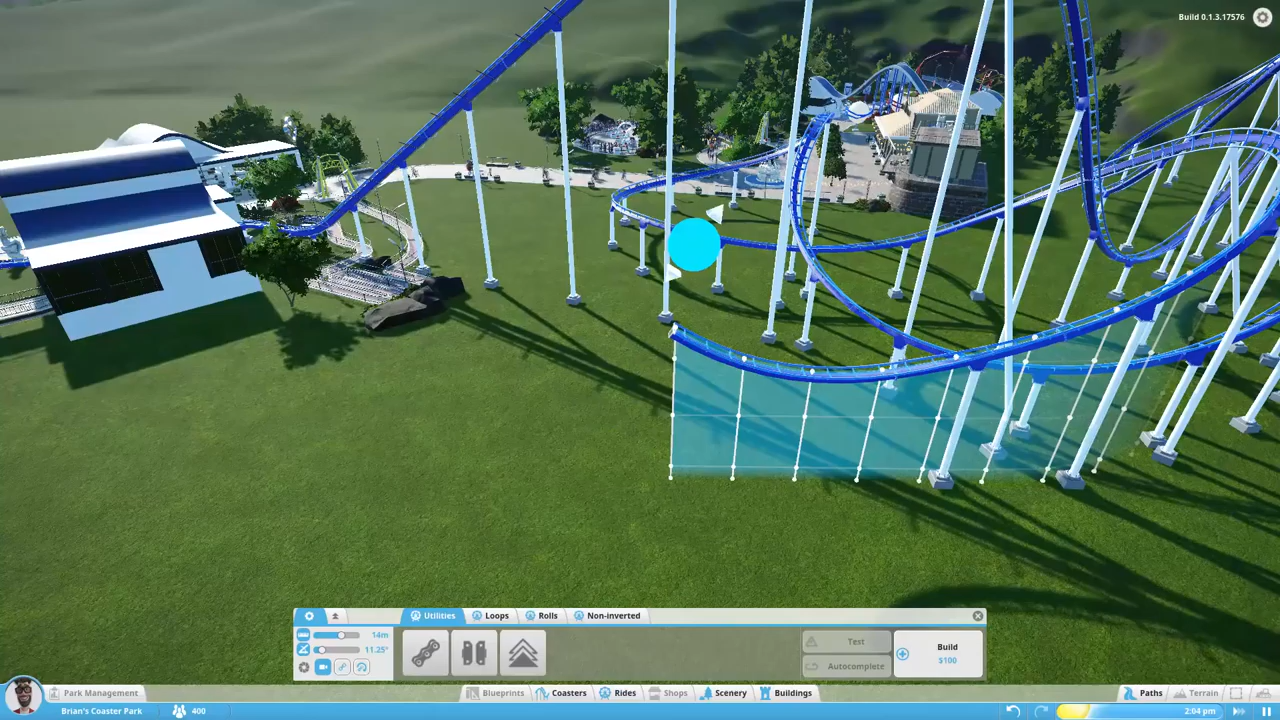 Build 0.1.3.17576
Utilities Loops Rolls Non-inverted
14m
11.25°
Test
Autocomplete
Build
$100
Park Management Blueprints Coasters Rides Shops Scenery Buildings Paths Terrain
Brian's Coaster Park 400 2:04 pm